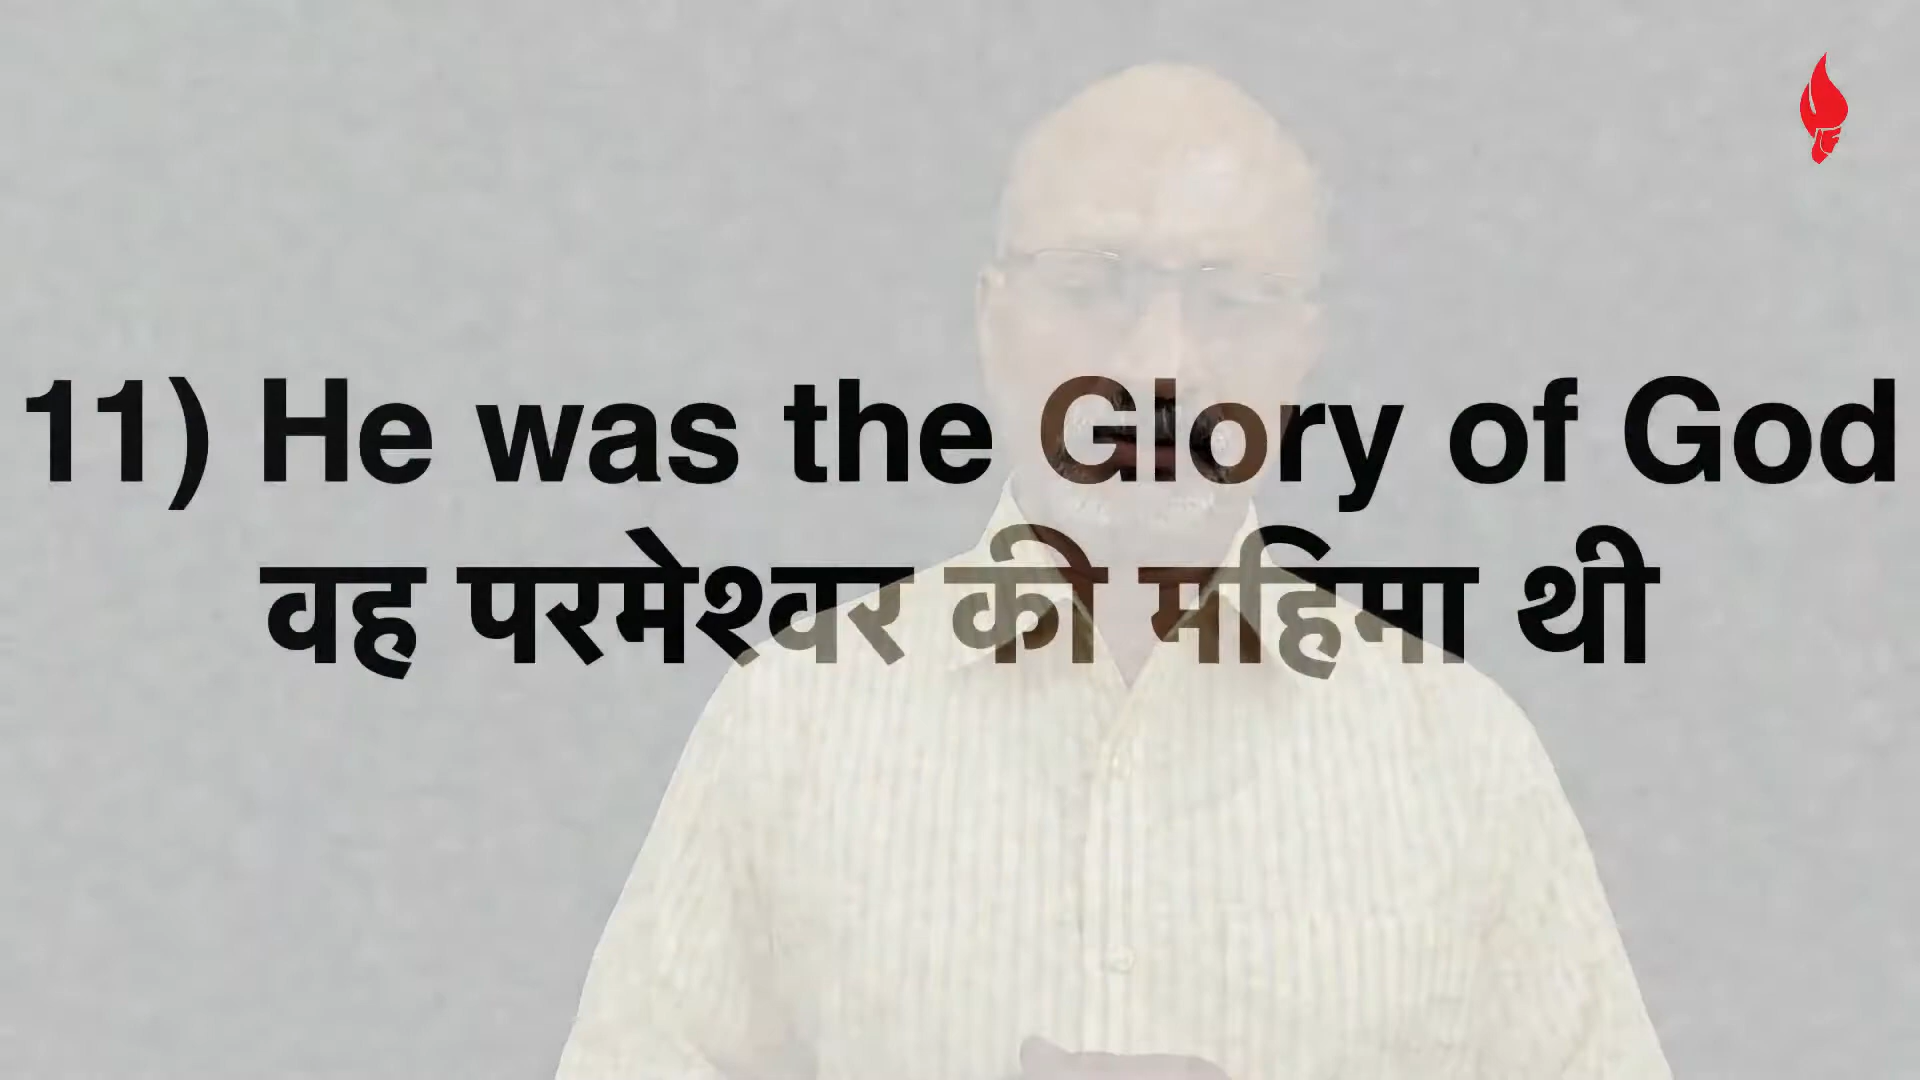 11) He was the Glory of God
वह परमेश्वर की महिमा थी